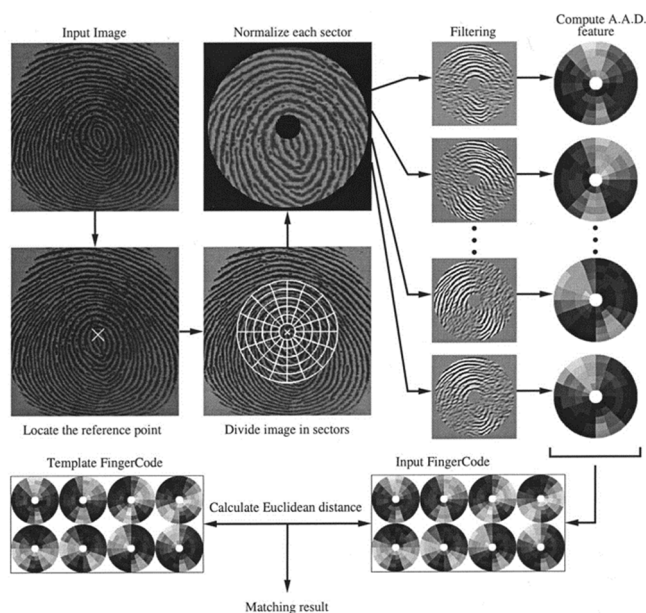 Input Image
Normalize each sector
Filtering
Compute A.A.D.
feature
Locate the reference point
Divide image in sectors
Template FingerCode
Input FingerCode
Calculate Euclidean distance
Matching result